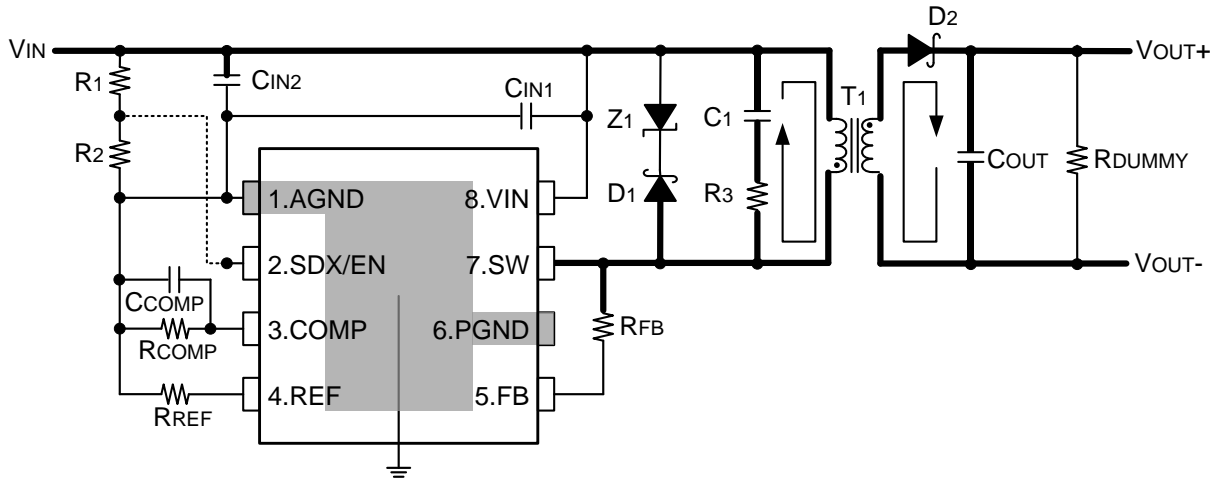 D2
VIN
VOUT+
R1
CIN2
CIN1
T1
Z1
C1
R2
COUT
RDUMMY
1.AGND
8.VIN
D1
R3
2.SDX/EN
7.SW
VOUT-
CCOMP
3.COMP
6.PGND
RFB
RCOMP
4.REF
5.FB
RREF